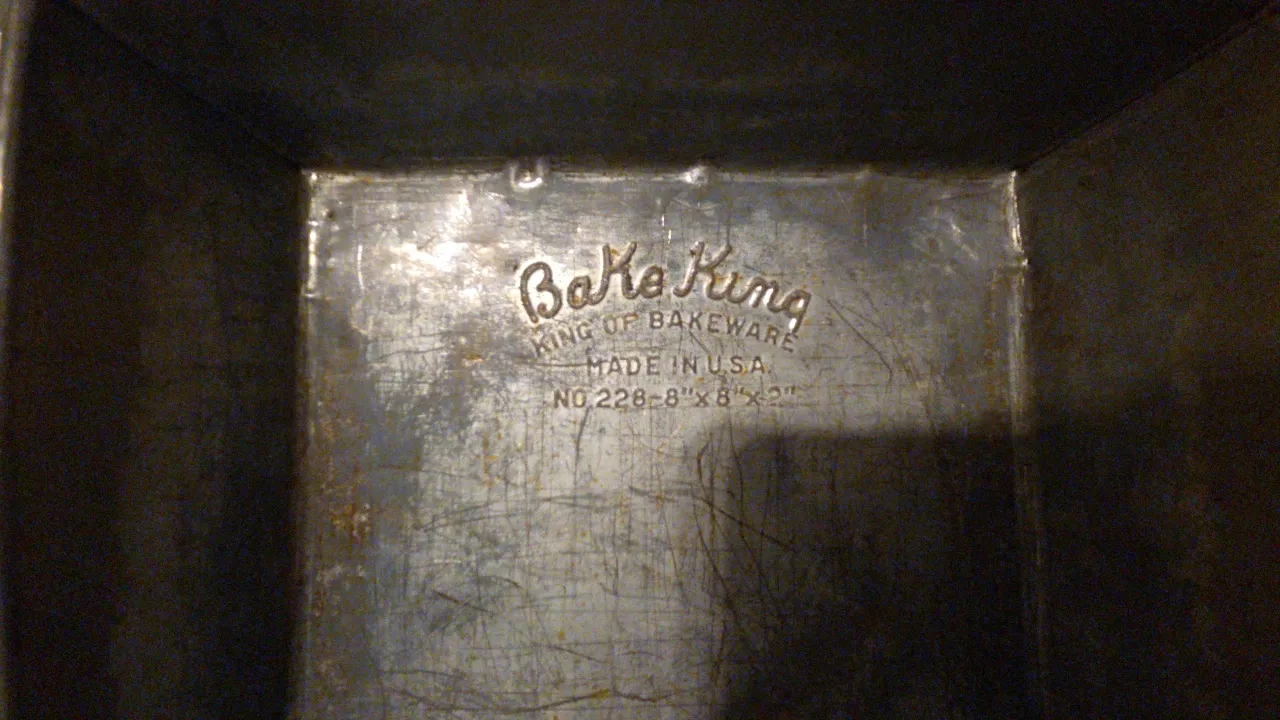 Bake King
KING OF BAKEWARE
MADE IN U.S.A.
NO 228-8"x8"x2"